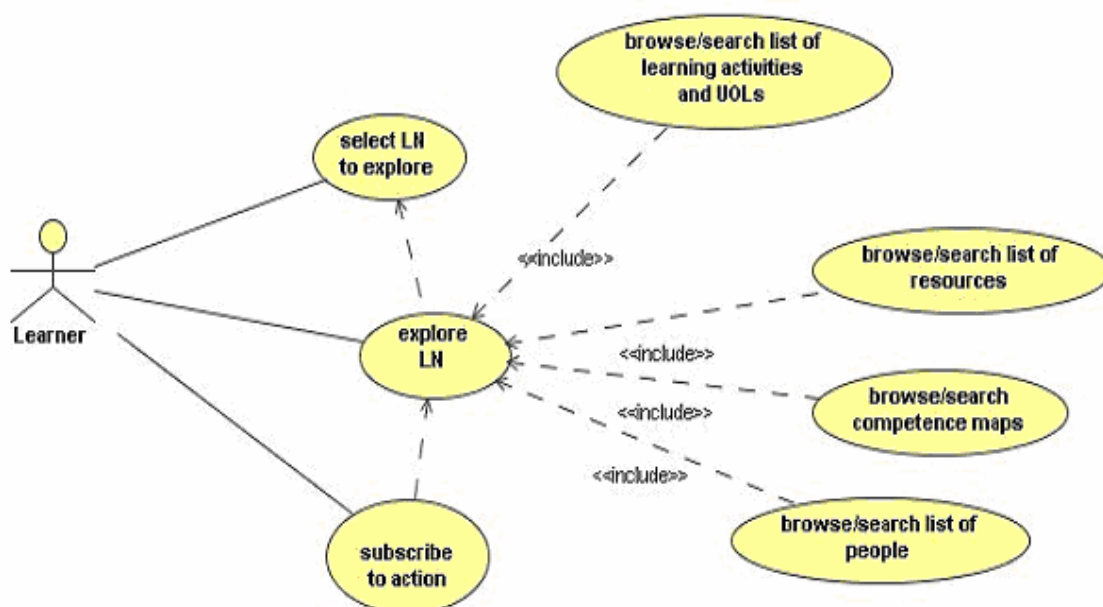 browse/search list of
learning activities
and UOLs
select LN
to explore
<<include>>
browse/search list of
resources
Learner
explore
LN
<<include>>
browse/search
competence maps
<<include>>
<<include>>
browse/search list of
people
subscribe
to action